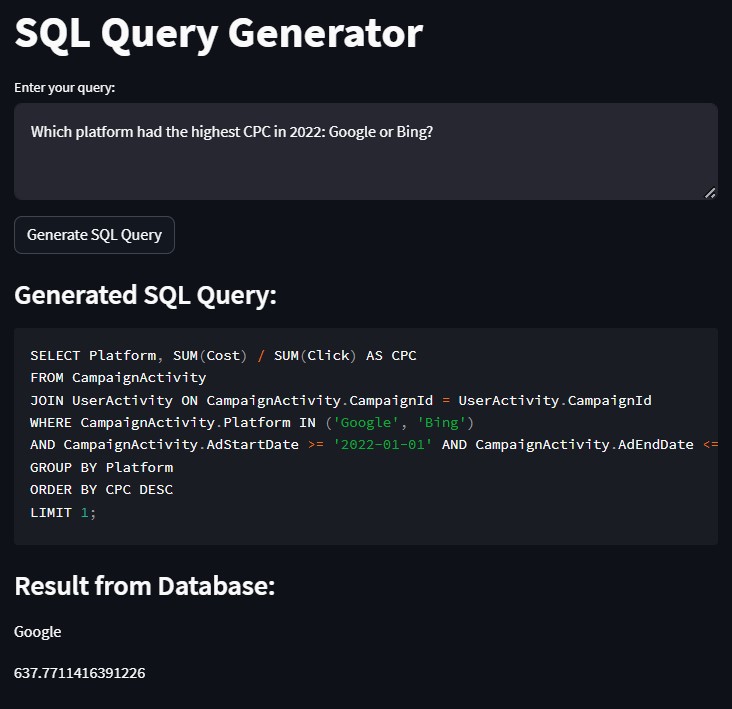 SQL Query Generator
Enter your query:
Which platform had the highest CPC in 2022: Google or Bing?
Generate SQL Query
Generated SQL Query:
SELECT Platform, SUM(Cost) / SUM(Click) AS CPC
FROM CampaignActivity
JOIN UserActivity ON CampaignActivity.CampaignId = UserActivity.CampaignId
WHERE CampaignActivity.Platform IN ('Google', 'Bing')
AND CampaignActivity.AdStartDate >= '2022-01-01' AND CampaignActivity.AdEndDate <=
GROUP BY Platform
ORDER BY CPC DESC
LIMIT 1;
Result from Database:
Google
637.7711416391226